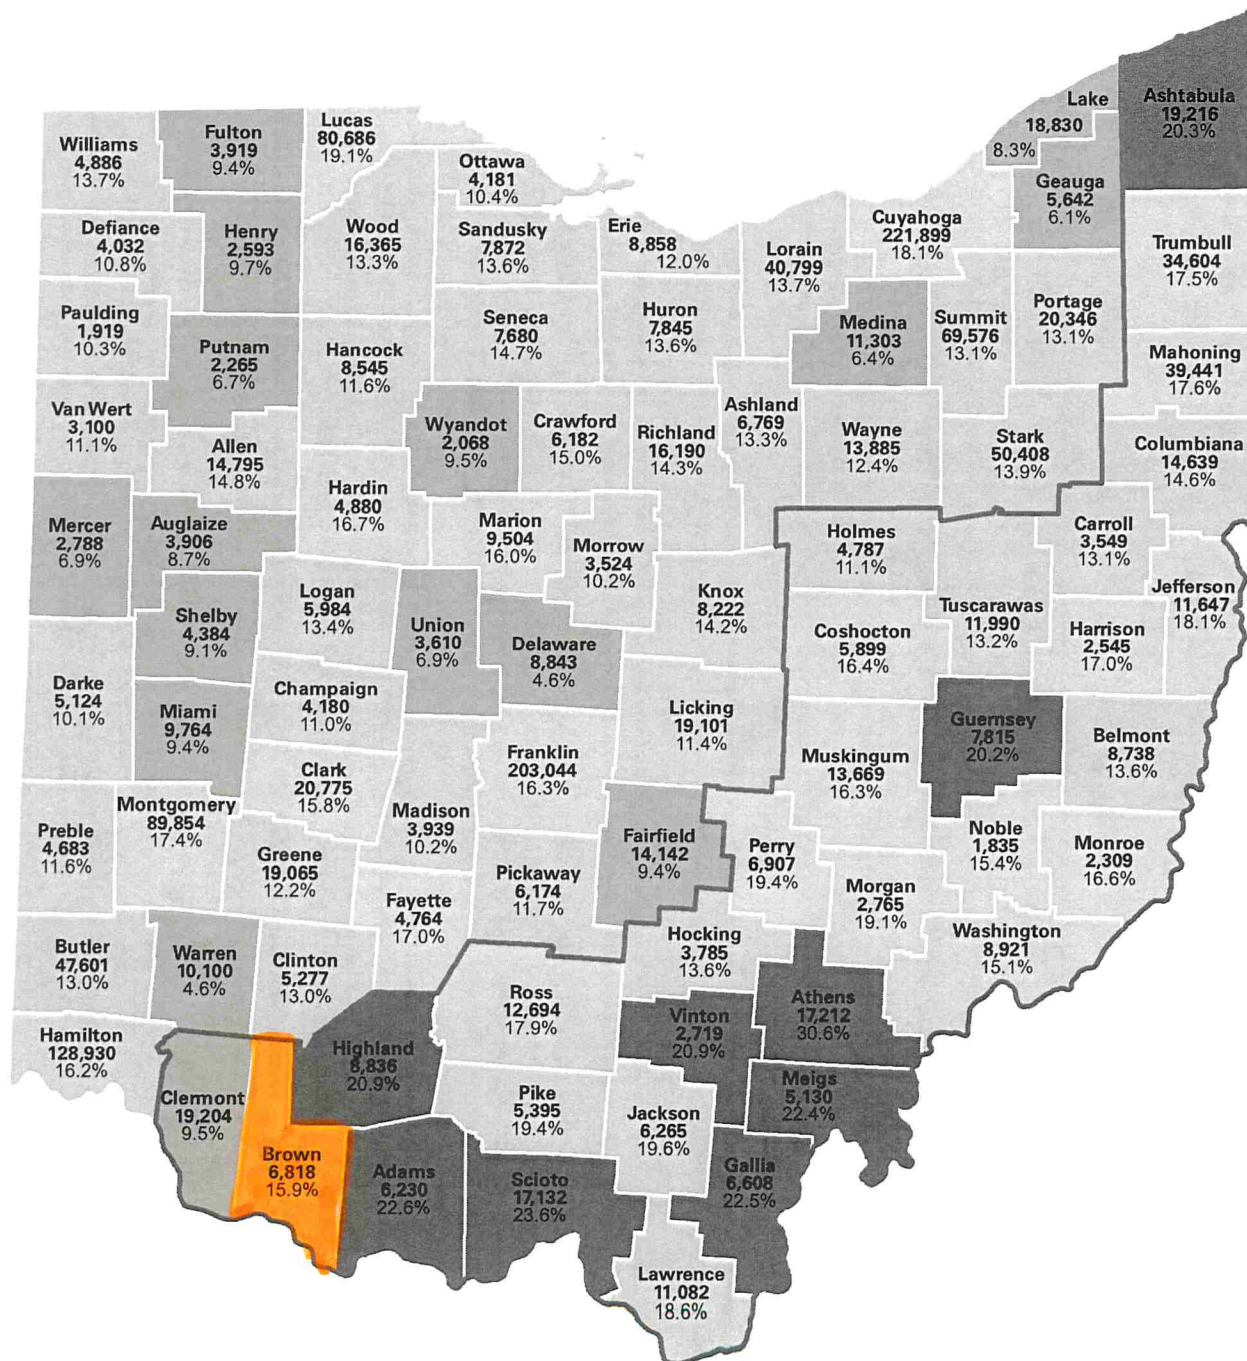 Lake
18,830
8.3%
Ashtabula
19,216
20.3%
Williams
4,886
13.7%
Fulton
3,919
9.4%
Lucas
80,686
19.1%
Ottawa
4,181
10.4%
Geauga
5,642
6.1%
Defiance
4,032
10.8%
Henry
2,593
9.7%
Wood
16,365
13.3%
Sandusky
7,872
13.6%
Erie
8,858
12.0%
Lorain
40,799
13.7%
Cuyahoga
221,899
18.1%
Trumbull
34,604
17.5%
Paulding
1,919
10.3%
Putnam
2,265
6.7%
Hancock
8,545
11.6%
Seneca
7,680
14.7%
Huron
7,845
13.6%
Medina
11,303
6.4%
Summit
69,576
13.1%
Portage
20,346
13.1%
Mahoning
39,441
17.6%
Van Wert
3,100
11.1%
Allen
14,795
14.8%
Wyandot
2,068
9.5%
Crawford
6,182
15.0%
Richland
16,190
14.3%
Ashland
6,769
13.3%
Wayne
13,885
12.4%
Stark
50,408
13.9%
Columbiana
14,639
14.6%
Mercer
2,788
6.9%
Auglaize
3,906
8.7%
Hardin
4,880
16.7%
Marion
9,504
16.0%
Morrow
3,524
10.2%
Holmes
4,787
11.1%
Carroll
3,549
13.1%
Jefferson
11,647
18.1%
Shelby
4,384
9.1%
Logan
5,984
13.4%
Union
3,610
6.9%
Delaware
8,843
4.6%
Knox
8,222
14.2%
Coshocton
5,899
16.4%
Tuscarawas
11,990
13.2%
Harrison
2,545
17.0%
Darke
5,124
10.1%
Miami
9,764
9.4%
Champaign
4,180
11.0%
Licking
19,101
11.4%
Guernsey
7,815
20.2%
Belmont
8,738
13.6%
Clark
20,775
15.8%
Franklin
203,044
16.3%
Muskingum
13,669
16.3%
Preble
4,683
11.6%
Montgomery
89,854
17.4%
Greene
19,065
12.2%
Madison
3,939
10.2%
Fairfield
14,142
9.4%
Perry
6,907
19.4%
Noble
1,835
15.4%
Monroe
2,309
16.6%
Fayette
4,764
17.0%
Pickaway
6,174
11.7%
Morgan
2,765
19.1%
Washington
8,921
15.1%
Butler
47,601
13.0%
Warren
10,100
4.6%
Clinton
5,277
13.0%
Hocking
3,785
13.6%
Ross
12,694
17.9%
Vinton
2,719
20.9%
Athens
17,212
30.6%
Hamilton
128,930
16.2%
Highland
8,836
20.9%
Clermont
19,204
9.5%
Pike
5,395
19.4%
Jackson
6,265
19.6%
Meigs
5,130
22.4%
Brown
6,818
15.9%
Adams
6,230
22.6%
Scioto
17,132
23.6%
Gallia
6,608
22.5%
Lawrence
11,082
18.6%